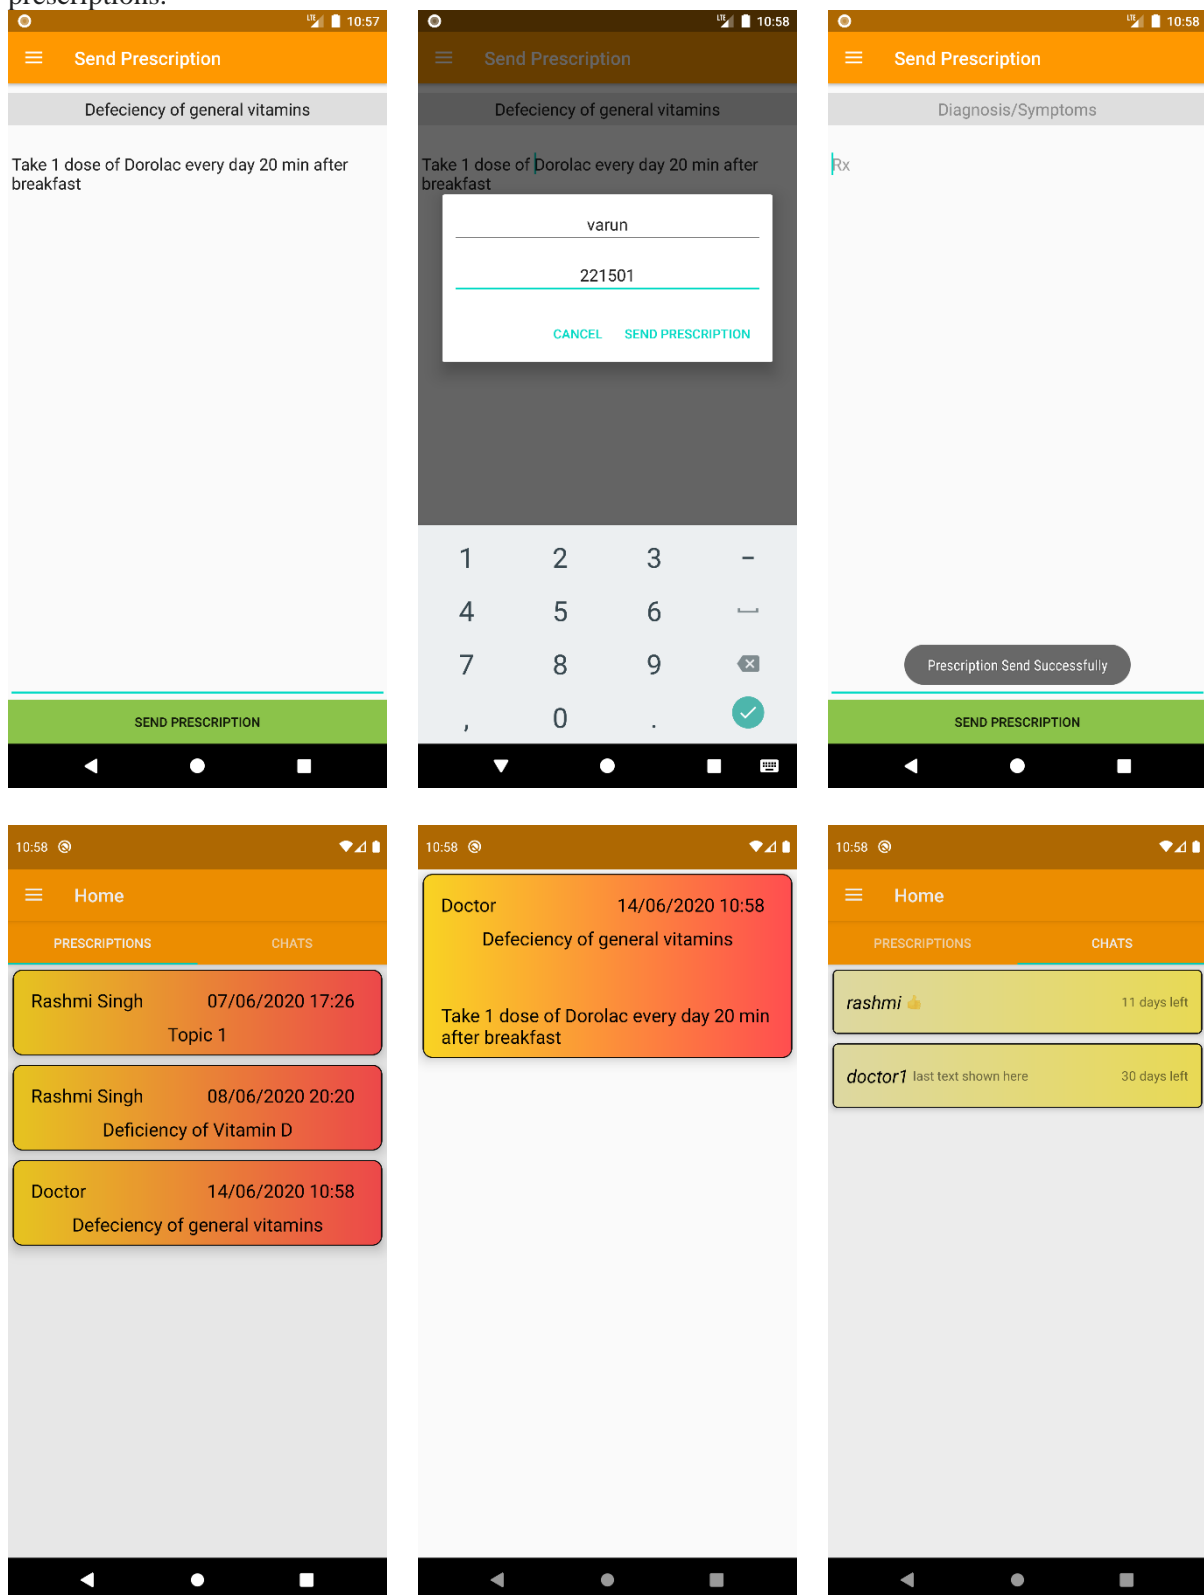 prescriptions.
LTE 10:57
Send Prescription
Defeciency of general vitamins
Take 1 dose of Dorolac every day 20 min after
breakfast
SEND PRESCRIPTION
LTE 10:58
Send Prescription
Defeciency of general vitamins
Take 1 dose of Dorolac every day 20 min after
breakfast
varun
221501
CANCEL SEND PRESCRIPTION
1 2 3 -
4 5 6
7 8 9
, 0 .
LTE 10:58
Send Prescription
Diagnosis/Symptoms
Rx
Prescription Send Successfully
SEND PRESCRIPTION
10:58
Home
PRESCRIPTIONS CHATS
Rashmi Singh 07/06/2020 17:26
Topic 1
Rashmi Singh 08/06/2020 20:20
Deficiency of Vitamin D
Doctor 14/06/2020 10:58
Defeciency of general vitamins
10:58
Doctor 14/06/2020 10:58
Defeciency of general vitamins
Take 1 dose of Dorolac every day 20 min
after breakfast
10:58
Home
PRESCRIPTIONS CHATS
rashmi 👍 11 days left
doctor1 last text shown here 30 days left